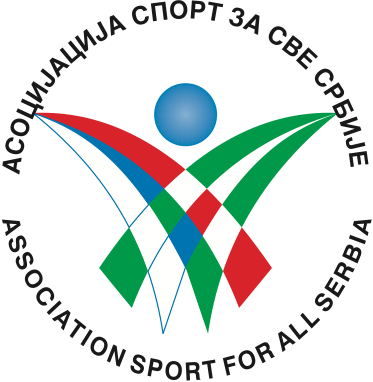 АСОЦИЈАЦИЈА СПОРТ ЗА СВЕ СРБИЈЕ
ASSOCIATION SPORT FOR ALL SERBIA